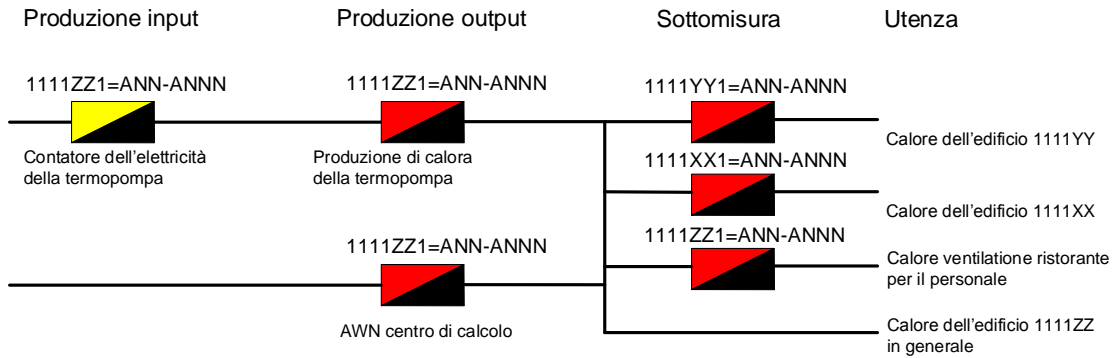 Produzione input
Produzione output
Sottomisura
Utenza
1111ZZ1=ANN-ANNN
1111ZZ1=ANN-ANNN
1111YY1=ANN-ANNN
Contatore dell'elettricità
della termopompa
Produzione di calora
della termopompa
Calore dell'edificio 1111YY
1111XX1=ANN-ANNN
Calore dell'edificio 1111XX
1111ZZ1=ANN-ANNN
1111ZZ1=ANN-ANNN
Calore ventilatione ristorante
per il personale
AWN centro di calcolo
Calore dell'edificio 1111ZZ
in generale